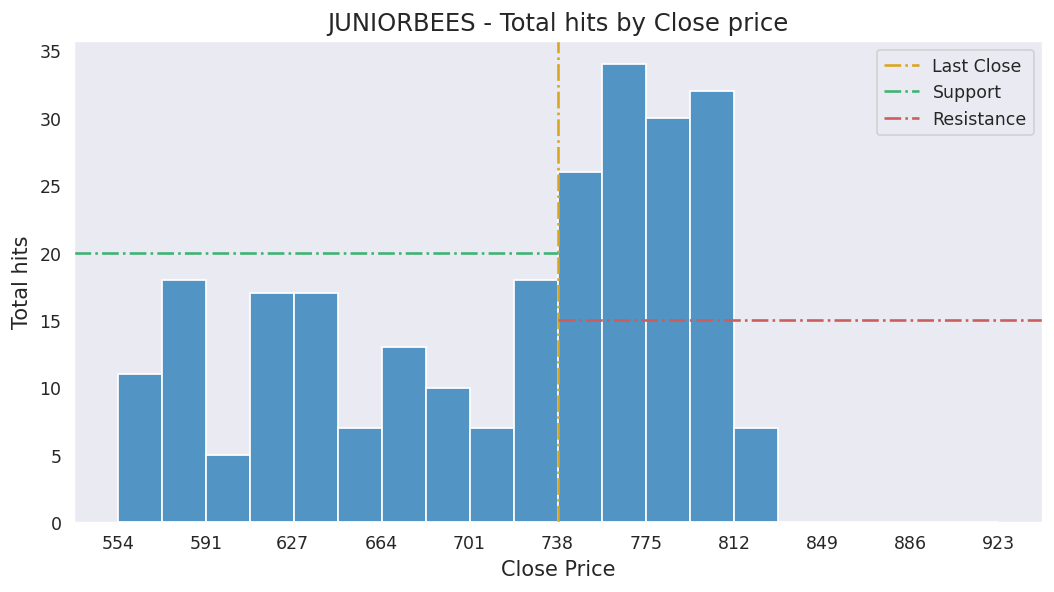 JUNIORBEES - Total hits by Close price
35
30
25
20
15
10
5
0
Total hits
Last Close
Support
Resistance
554 591 627 664 701 738 775 812 849 886 923
Close Price